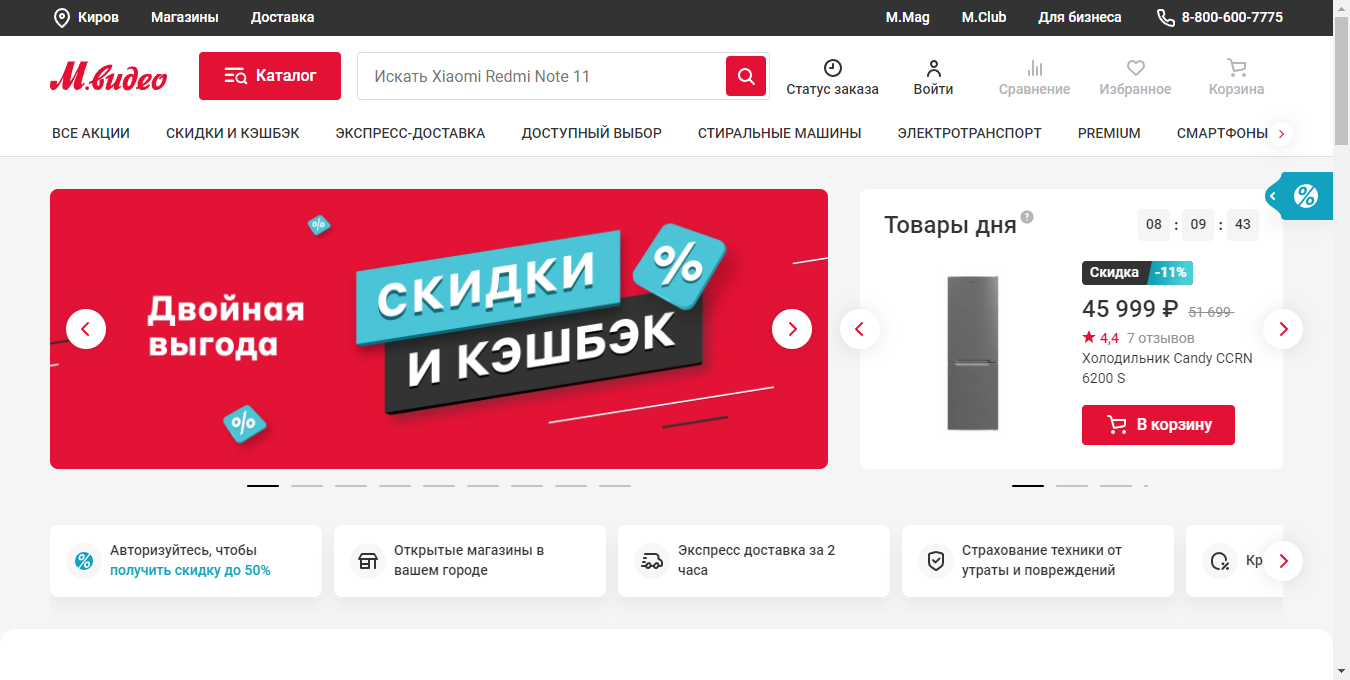 Киров Магазины Доставка M.Mag M.Club Для бизнеса 8-800-600-7775
М.видео Каталог Искать Xiaomi Redmi Note 11 Статус заказа Войти Сравнение Избранное Корзина
ВСЕ АКЦИИ СКИДКИ И КЭШБЭК ЭКСПРЕСС-ДОСТАВКА ДОСТУПНЫЙ ВЫБОР СТИРАЛЬНЫЕ МАШИНЫ ЭЛЕКТРОТРАНСПОРТ PREMIUM СМАРТФОНЫ
%
Двойная
выгода
СКИДКИ %
И КЭШБЭК
%
%
Товары дня ? 08 : 09 : 43
Скидка -11%
45 999 ₽ 51 699
4,4 7 отзывов
Холодильник Candy CCRN
6200 S
В корзину
%
Авторизуйтесь, чтобы
получить скидку до 50%
Открытые магазины в
вашем городе
Экспресс доставка за 2
часа
Страхование техники от
утраты и повреждений
% Кр